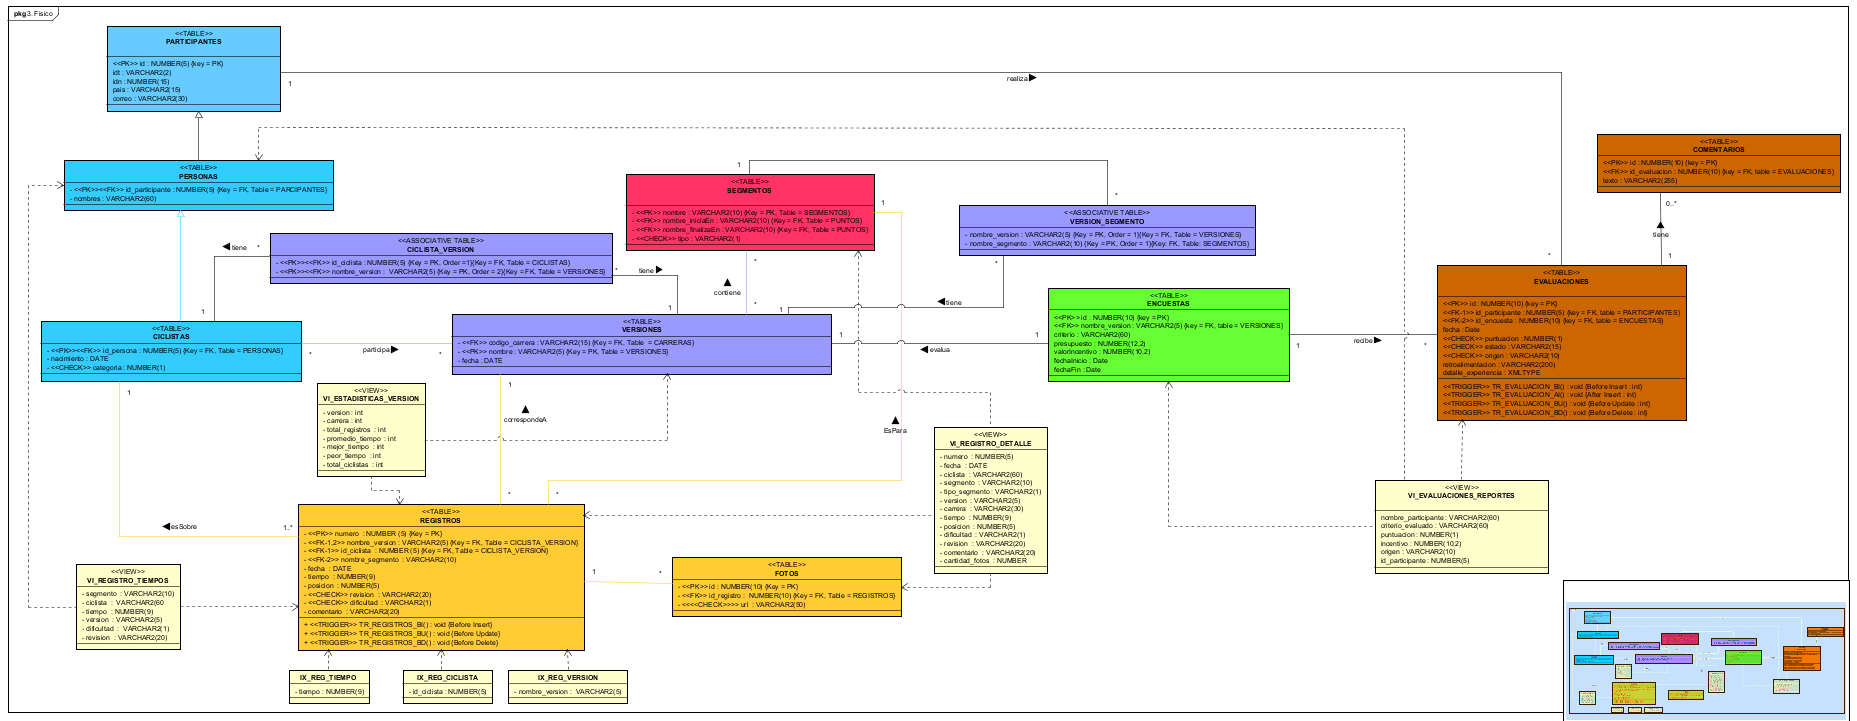 pkg 3. Fisico
<<TABLE>>
PARTICIPANTES
<<PK>> id : NUMBER(5) {key = PK}
idt : VARCHAR2(2)
idn : NUMBER(15)
pais : VARCHAR2(15)
correo : VARCHAR2(30)
1
realiza
<<TABLE>>
PERSONAS
- <<PK>><<FK>> id_participante : NUMBER(5) {Key = FK, Table = PARCIPANTES}
- nombres : VARCHAR2(60)
<<TABLE>>
SEGMENTOS
- <<PK>> nombre : VARCHAR2(10) {Key = PK, Table = SEGMENTOS}
- <<FK>> nombre_iniciaEn : VARCHAR2(10) {Key = FK, Table = PUNTOS}
- <<FK>> nombre_finalizaEn : VARCHAR2(10) {Key = FK, Table = PUNTOS}
- <<CHECK>> tipo : VARCHAR2(1)
1
*
1
<<ASSOCIATIVE TABLE>>
VERSION_SEGMENTO
- nombre_version : VARCHAR2(5) {Key = PK, Order = 1}{Key = FK, Table = VERSIONES}
- nombre_segmento : VARCHAR2(10) {Key = PK, Order = 1}{Key: FK, Table: SEGMENTOS}
<<TABLE>>
COMENTARIOS
<<PK>> id : NUMBER(10) {key = PK}
<<FK>> id_evaluacion : NUMBER(10) {key = FK, table = EVALUACIONES}
texto : VARCHAR2(255)
0..*
tiene
1
*
<<ASSOCIATIVE TABLE>>
CICLISTA_VERSION
- <<PK>><<FK>> id_ciclista : NUMBER(5) {Key = PK, Order =1}{Key = FK, Table = CICLISTAS}
- <<PK>><<FK>> nombre_version : VARCHAR2(5) {Key = PK, Order = 2}{Key = FK, Table = VERSIONES}
tiene
*
1
*
tiene
1
*
contiene
*
*
tiene
1
<<TABLE>>
EVALUACIONES
<<PK>> id : NUMBER(10) {key = PK}
<<FK-1>> id_participante : NUMBER(5) {key = FK, table = PARTICIPANTES}
<<FK-2>> id_encuesta : NUMBER(10) {key = FK, table = ENCUESTAS}
fecha : Date
<<CHECK>> puntuacion : NUMBER(1)
<<CHECK>> estado : VARCHAR2(15)
<<CHECK>> origen : VARCHAR2(10)
retroalimentacion : VARCHAR2(200)
detalle_experiencia : XMLTYPE
<<TRIGGER>> TR_EVALUACION_BI() : void {Before Insert : int}
<<TRIGGER>> TR_EVALUACION_AI() : void {After Insert : int}
<<TRIGGER>> TR_EVALUACION_BU() : void {Before Update : int}
<<TRIGGER>> TR_EVALUACION_BD() : void {Before Delete : int}
<<TABLE>>
ENCUESTAS
<<PK>> id : NUMBER(10) {key = PK}
<<FK>> nombre_version : VARCHAR2(5) {key = FK, table = VERSIONES}
criterio : VARCHAR2(60)
presupuesto : NUMBER(12,2)
valorIncentivo : NUMBER(10,2)
fechaInicio : Date
fechaFin : Date
1
recibe
*
<<TABLE>>
CICLISTAS
- <<PK>><<FK>> id_persona : NUMBER(5) {Key = FK, Table = PERSONAS}
- nacimiento : DATE
- <<CHECK>> categoria : NUMBER(1)
*
participa
*
<<TABLE>>
VERSIONES
- <<FK>> codigo_carrera : VARCHAR2(15) {Key = FK, Table = CARRERAS}
- <<PK>> nombre : VARCHAR2(5) {Key = PK, Table = VERSIONES}
- fecha : DATE
1
evalua
1
<<VIEW>>
VI_ESTADISTICAS_VERSION
- version : int
- carrera : int
- total_registros : int
- promedio_tiempo : int
- mejor_tiempo : int
- peor_tiempo : int
- total_ciclistas : int
1
1
correspondeA
EsPara
<<VIEW>>
VI_REGISTRO_DETALLE
- numero : NUMBER(5)
- fecha : DATE
- ciclista : VARCHAR2(60)
- segmento : VARCHAR2(10)
- tipo_segmento : VARCHAR2(1)
- version : VARCHAR2(5)
- carrera : VARCHAR2(30)
- tiempo : NUMBER(9)
- posicion : NUMBER(5)
- dificultad : VARCHAR2(1)
- revision : VARCHAR2(20)
- comentario : VARCHAR2(20)
- cantidad_fotos : NUMBER
<<VIEW>>
VI_EVALUACIONES_REPORTES
nombre_participante : VARCHAR2(60)
criterio_evaluado : VARCHAR2(60)
puntuacion : NUMBER(1)
incentivo : NUMBER(10,2)
origen : VARCHAR2(10)
id_participante : NUMBER(5)
*
*
esSobre
1..*
<<TABLE>>
REGISTROS
- <<PK>> numero : NUMBER (5) {Key = PK}
- <<FK-1,2>> nombre_version : VARCHAR2(5) {Key = FK, Table = CICLISTA_VERSION}
- <<FK-1>> id_ciclista : NUMBER (5) {Key = FK, Table = CICLISTA_VERSION}
- <<FK-2>> nombre_segmento : VARCHAR2(10)
- fecha : DATE
- tiempo : NUMBER(9)
- posicion : NUMBER(5)
- <<CHECK>> revision : VARCHAR2(20)
- <<CHECK>> dificultad : VARCHAR2(1)
- comentario : VARCHAR2(20)
+ <<TRIGGER>> TR_REGISTROS_BI() : void {Before Insert}
+ <<TRIGGER>> TR_REGISTROS_BU() : void {Before Update}
+ <<TRIGGER>> TR_REGISTROS_BD() : void {Before Delete}
1
*
<<TABLE>>
FOTOS
- <<PK>> id : NUMBER(10) {Key = PK}
- <<FK>> id_registro : NUMBER(10) {Key = FK, Table = REGISTROS}
- <<<<CHECK>>>> url : VARCHAR2(50)
<<VIEW>>
VI_REGISTRO_TIEMPOS
- segmento : VARCHAR2(10)
- ciclista : VARCHAR2(60
- tiempo : NUMBER(9)
- version : VARCHAR2(5)
- dificultad : VARCHAR2(1)
- revision : VARCHAR2(20)
IX_REG_TIEMPO
- tiempo : NUMBER(9)
IX_REG_CICLISTA
- id_ciclista : NUMBER(5)
IX_REG_VERSION
- nombre_version : VARCHAR2(5)